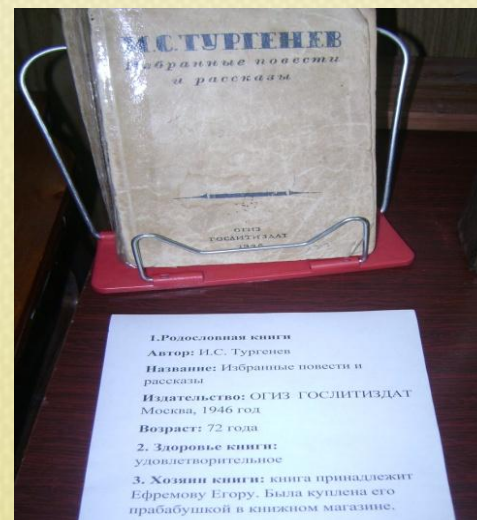 И.С. ТУРГЕНЕВ
Избранные повести
и рассказы
ОГИЗ
ГОСЛИТИЗДАТ
1946
1.Родословная книги
Автор: И.С. Тургенев
Название: Избранные повести и
рассказы
Издательство: ОГИЗ ГОСЛИТИЗДАТ
Москва, 1946 год
Возраст: 72 года
2. Здоровье книги:
удовлетворительное
3. Хозяин книги: книга принадлежит
Ефремову Егору. Была куплена его
прабабушкой в книжном магазине.